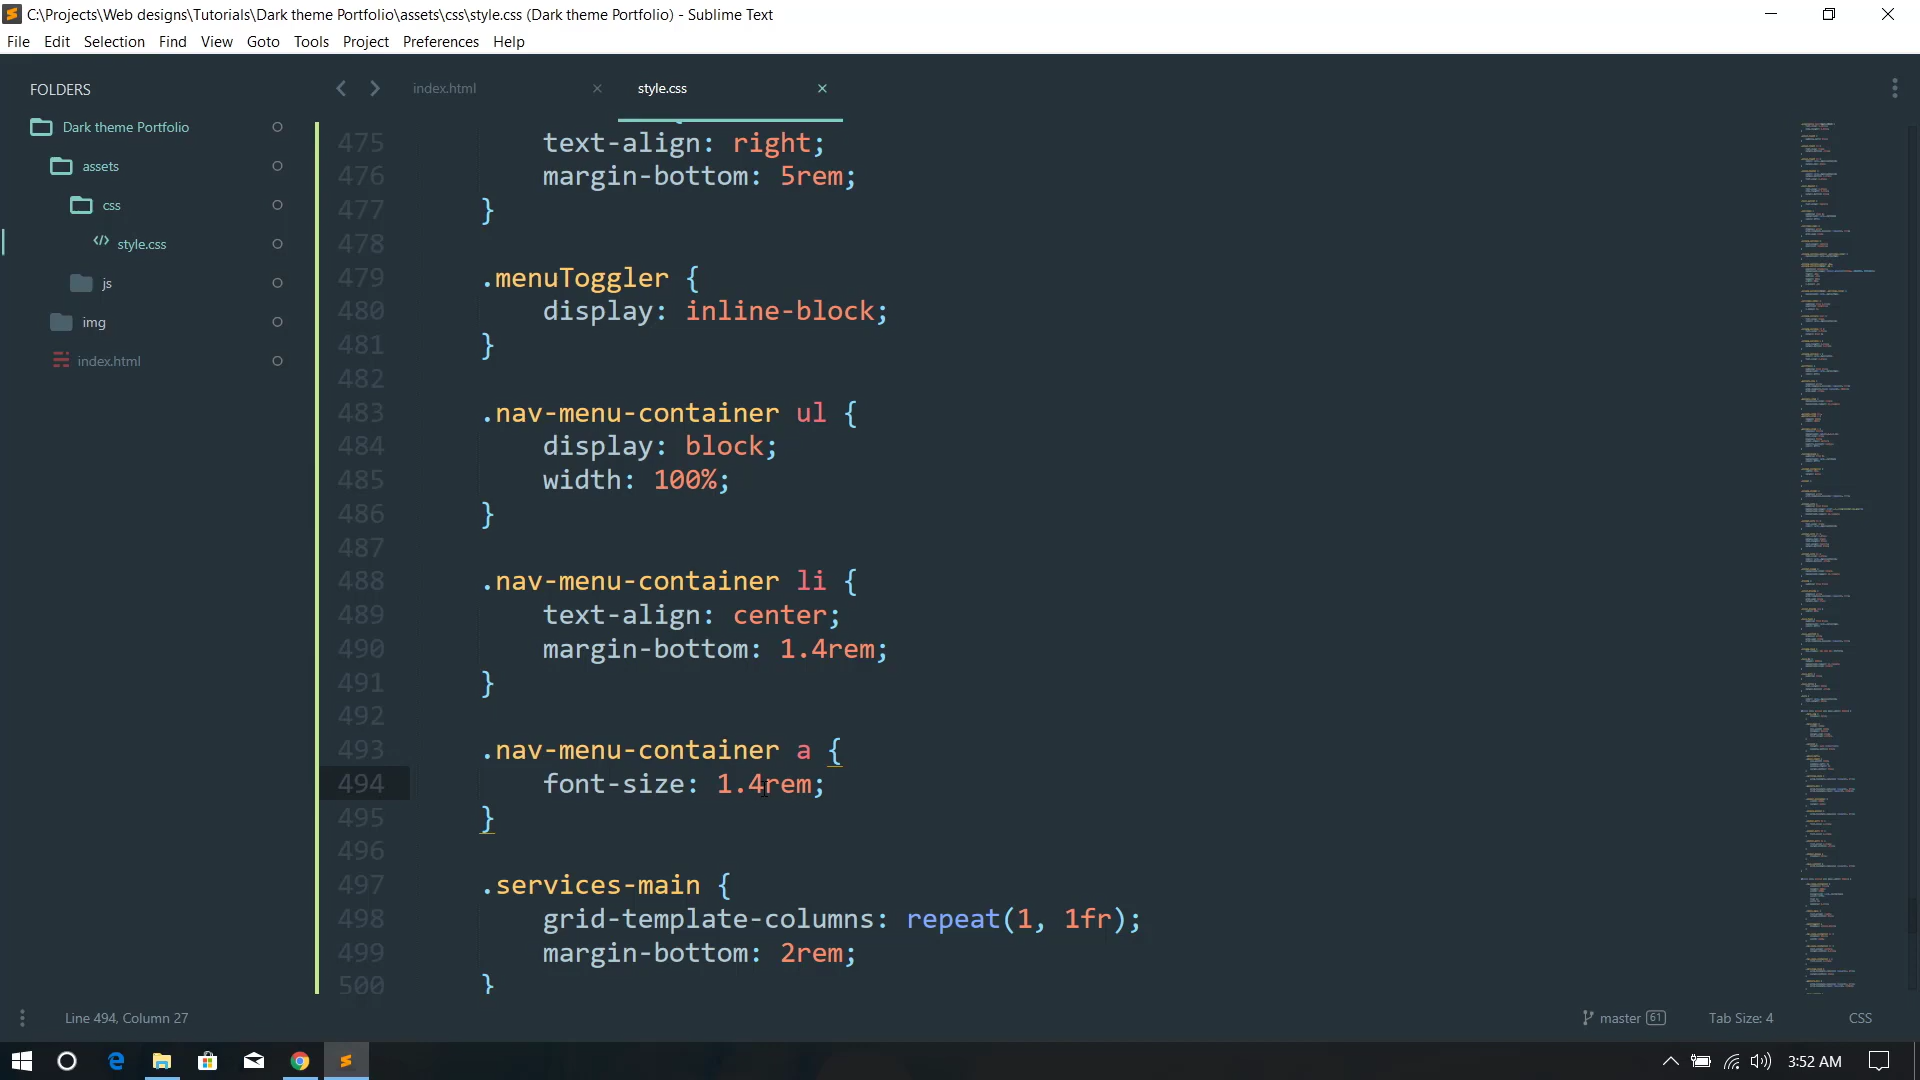 C:\Projects\Web designs\Tutorials\Dark theme Portfolio\assets\css\style.css (Dark theme Portfolio) - Sublime Text
File Edit Selection Find View Goto Tools Project Preferences Help
FOLDERS
Dark theme Portfolio
assets
css
style.css
js
img
index.html
index.html style.css
475 text-align: right;
476 margin-bottom: 5rem;
477 }
478
479 .menuToggler {
480 display: inline-block;
481 }
482
483 .nav-menu-container ul {
484 display: block;
485 width: 100%;
486 }
487
488 .nav-menu-container li {
489 text-align: center;
490 margin-bottom: 1.4rem;
491 }
492
493 .nav-menu-container a {
494 font-size: 1.4rem;
495 }
496
497 .services-main {
498 grid-template-columns: repeat(1, 1fr);
499 margin-bottom: 2rem;
500 }
Line 494, Column 27 master 61 Tab Size: 4 CSS
3:52 AM